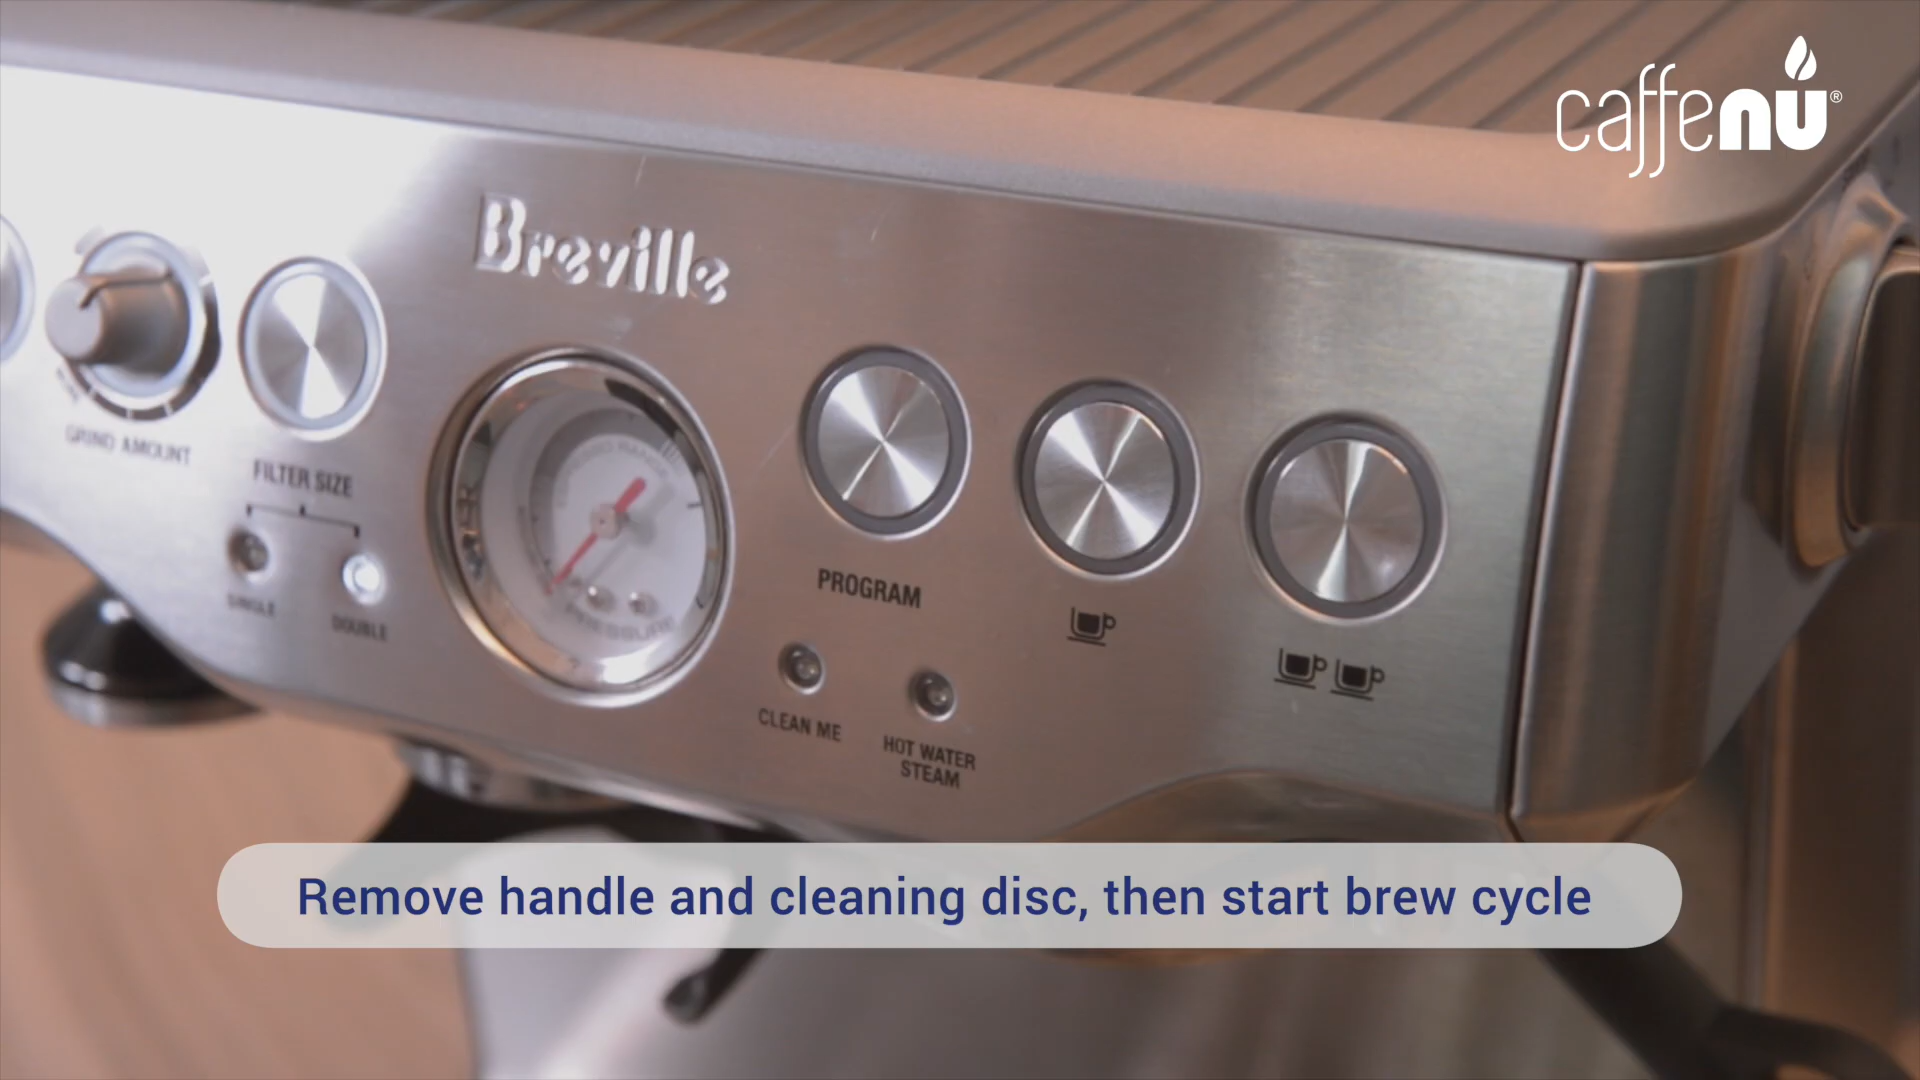 caffenu®
Breville
GRIND AMOUNT
FILTER SIZE
SINGLE
DOUBLE
PRESSURE
PROGRAM
CLEAN ME
HOT WATER
STEAM
Remove handle and cleaning disc, then start brew cycle